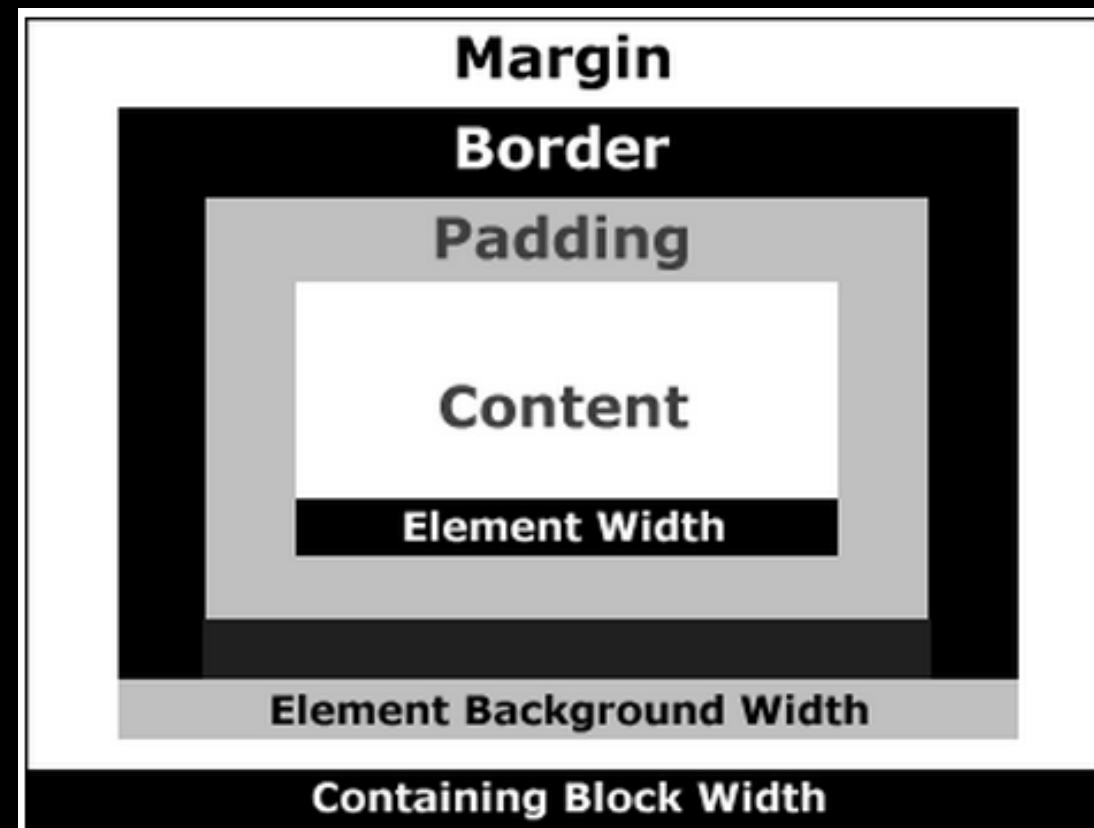 Margin
Border
Padding
Content
Element Width
Element Background Width
Containing Block Width